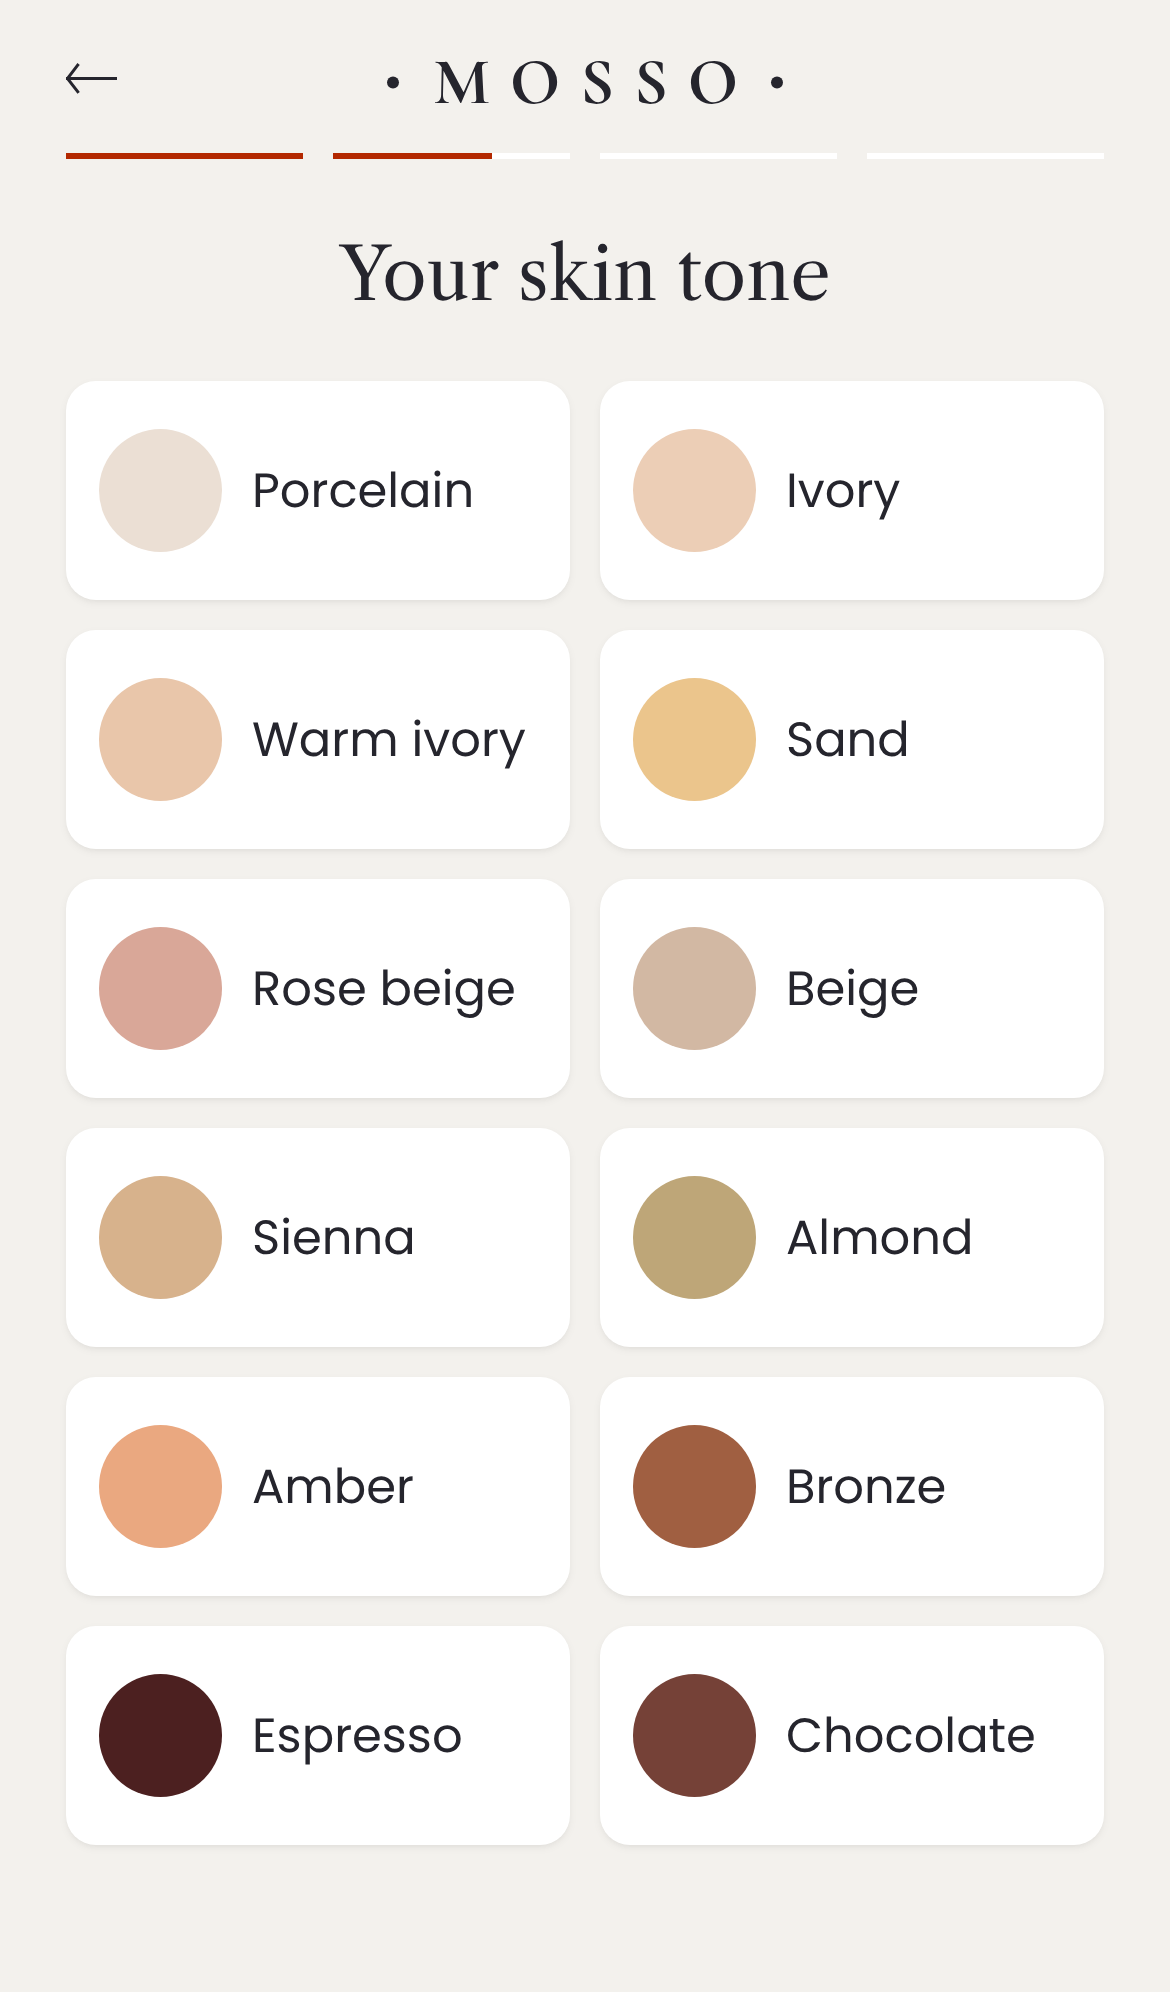 • MOSSO •
Your skin tone
Porcelain
Ivory
Warm ivory
Sand
Rose beige
Beige
Sienna
Almond
Amber
Bronze
Espresso
Chocolate